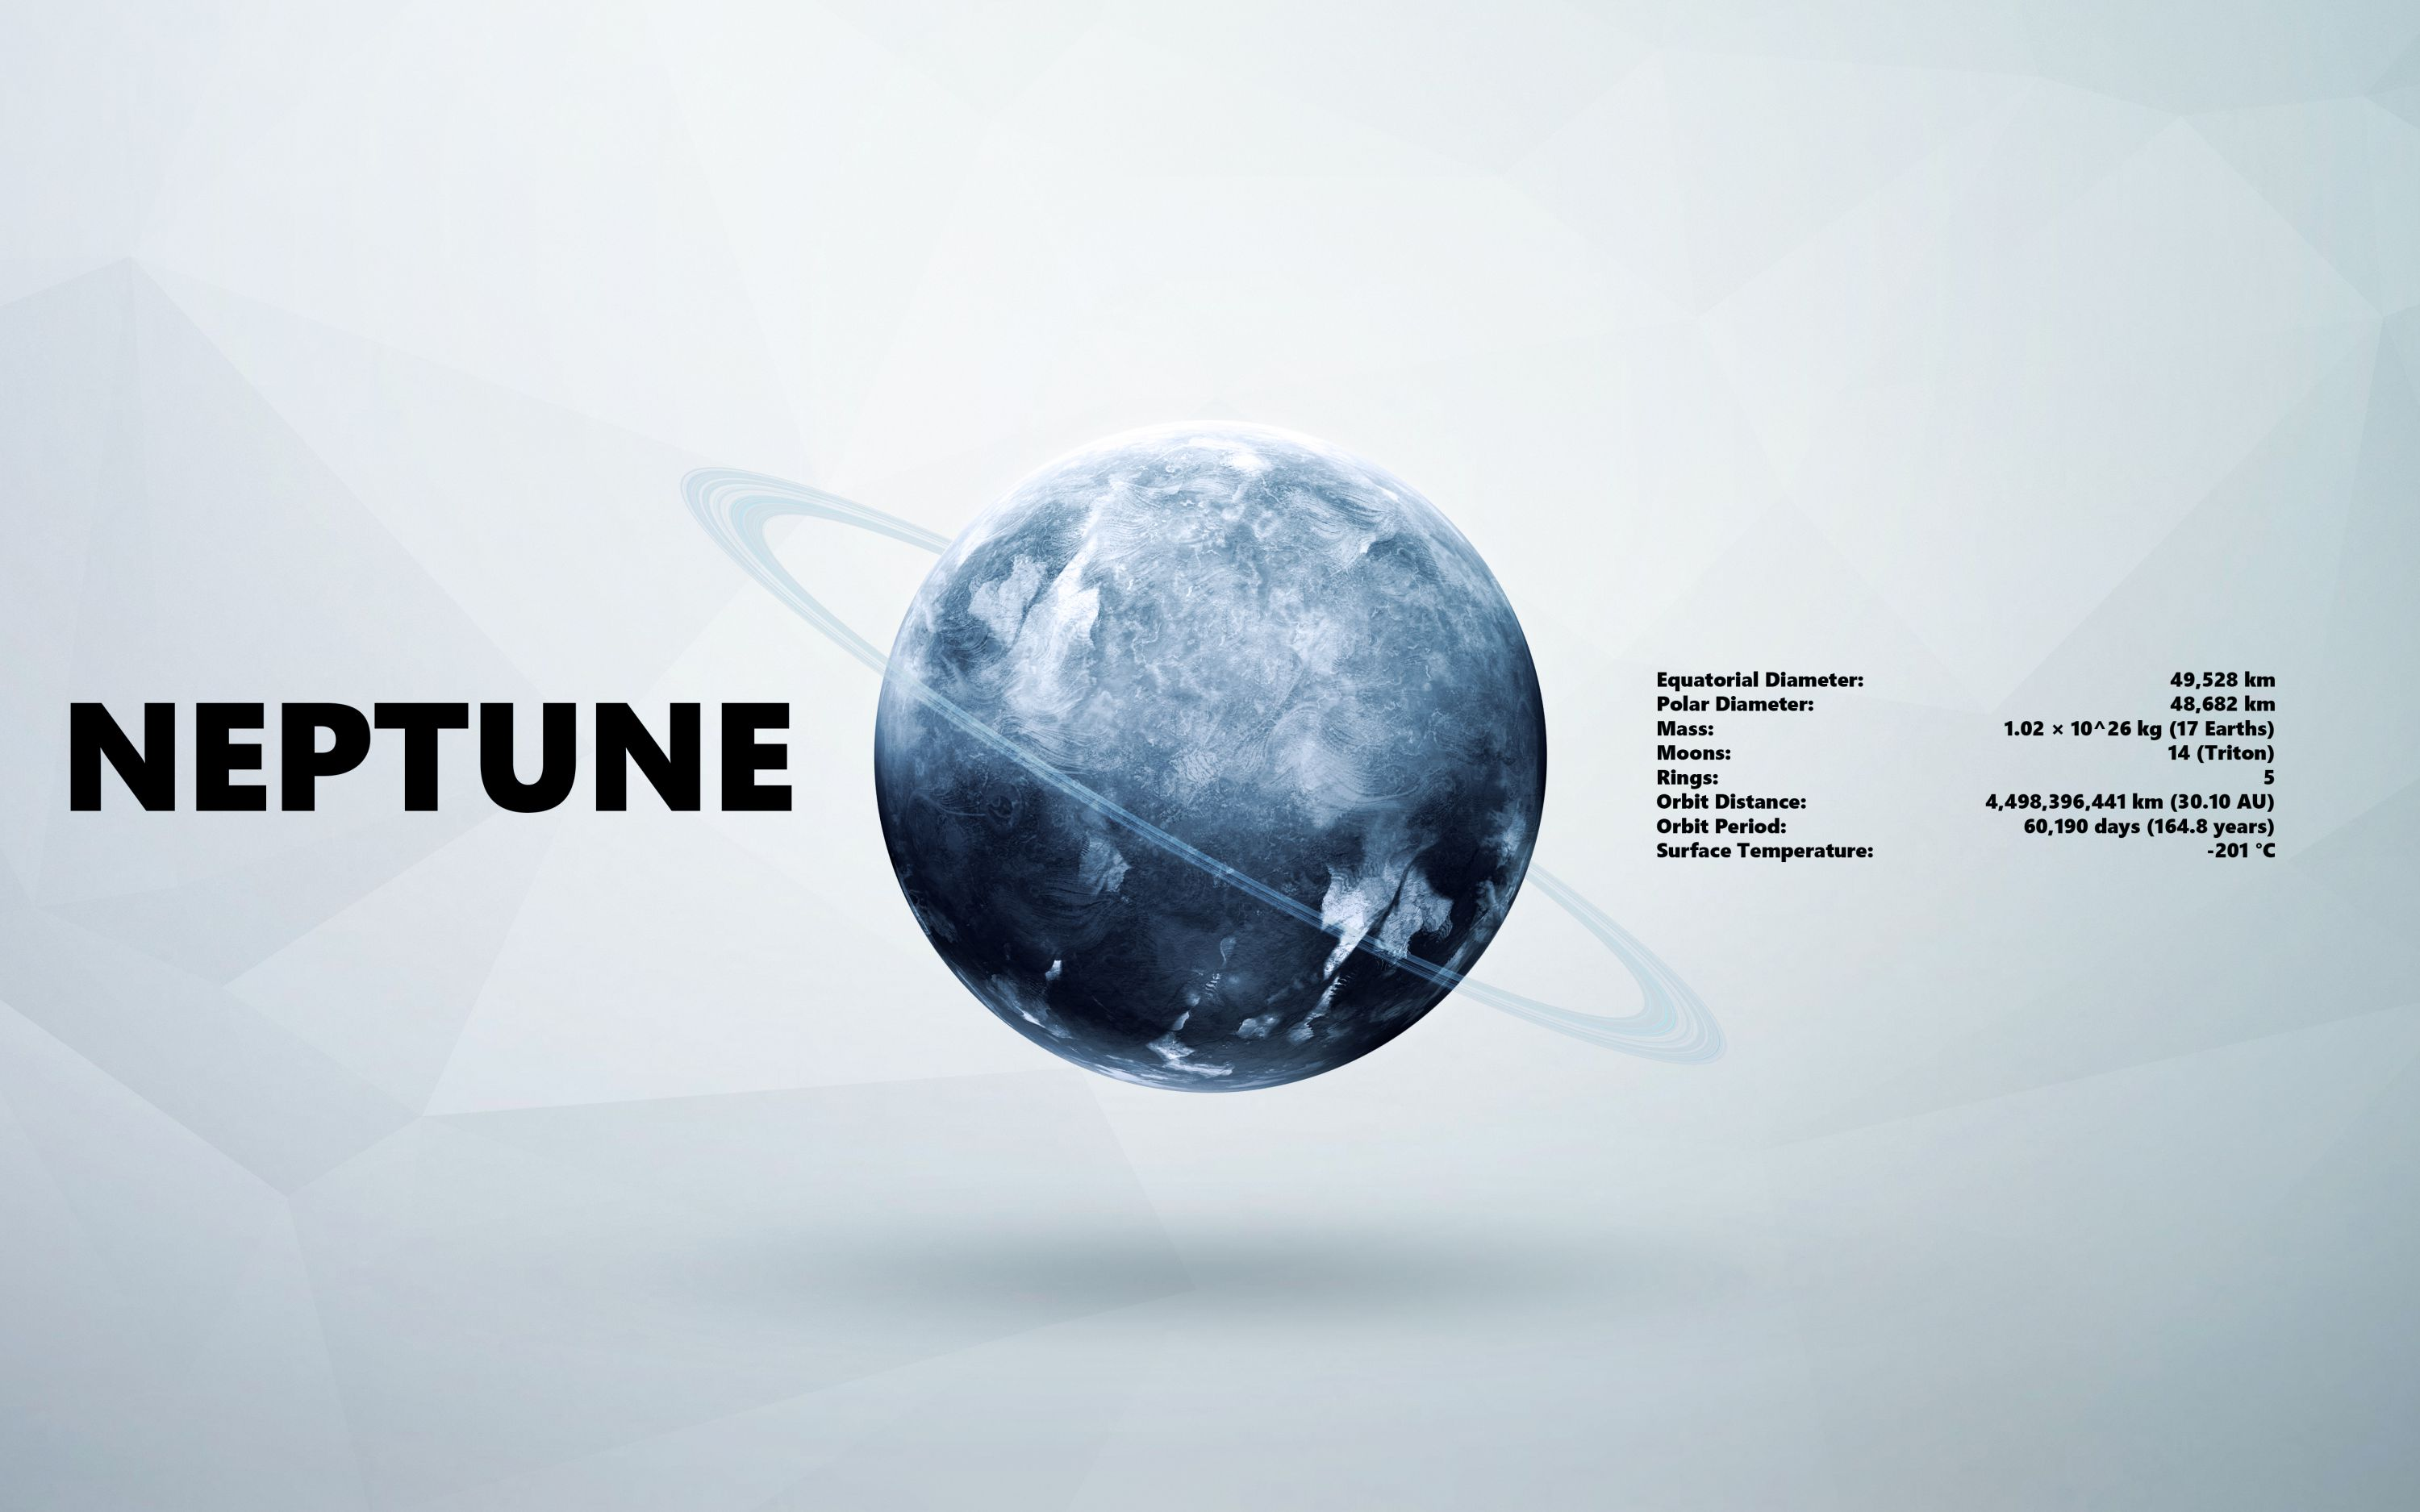 NEPTUNE
Equatorial Diameter: 49,528 km
Polar Diameter: 48,682 km
Mass: 1.02 × 10^26 kg (17 Earths)
Moons: 14 (Triton)
Rings: 5
Orbit Distance: 4,498,396,441 km (30.10 AU)
Orbit Period: 60,190 days (164.8 years)
Surface Temperature: -201 °C